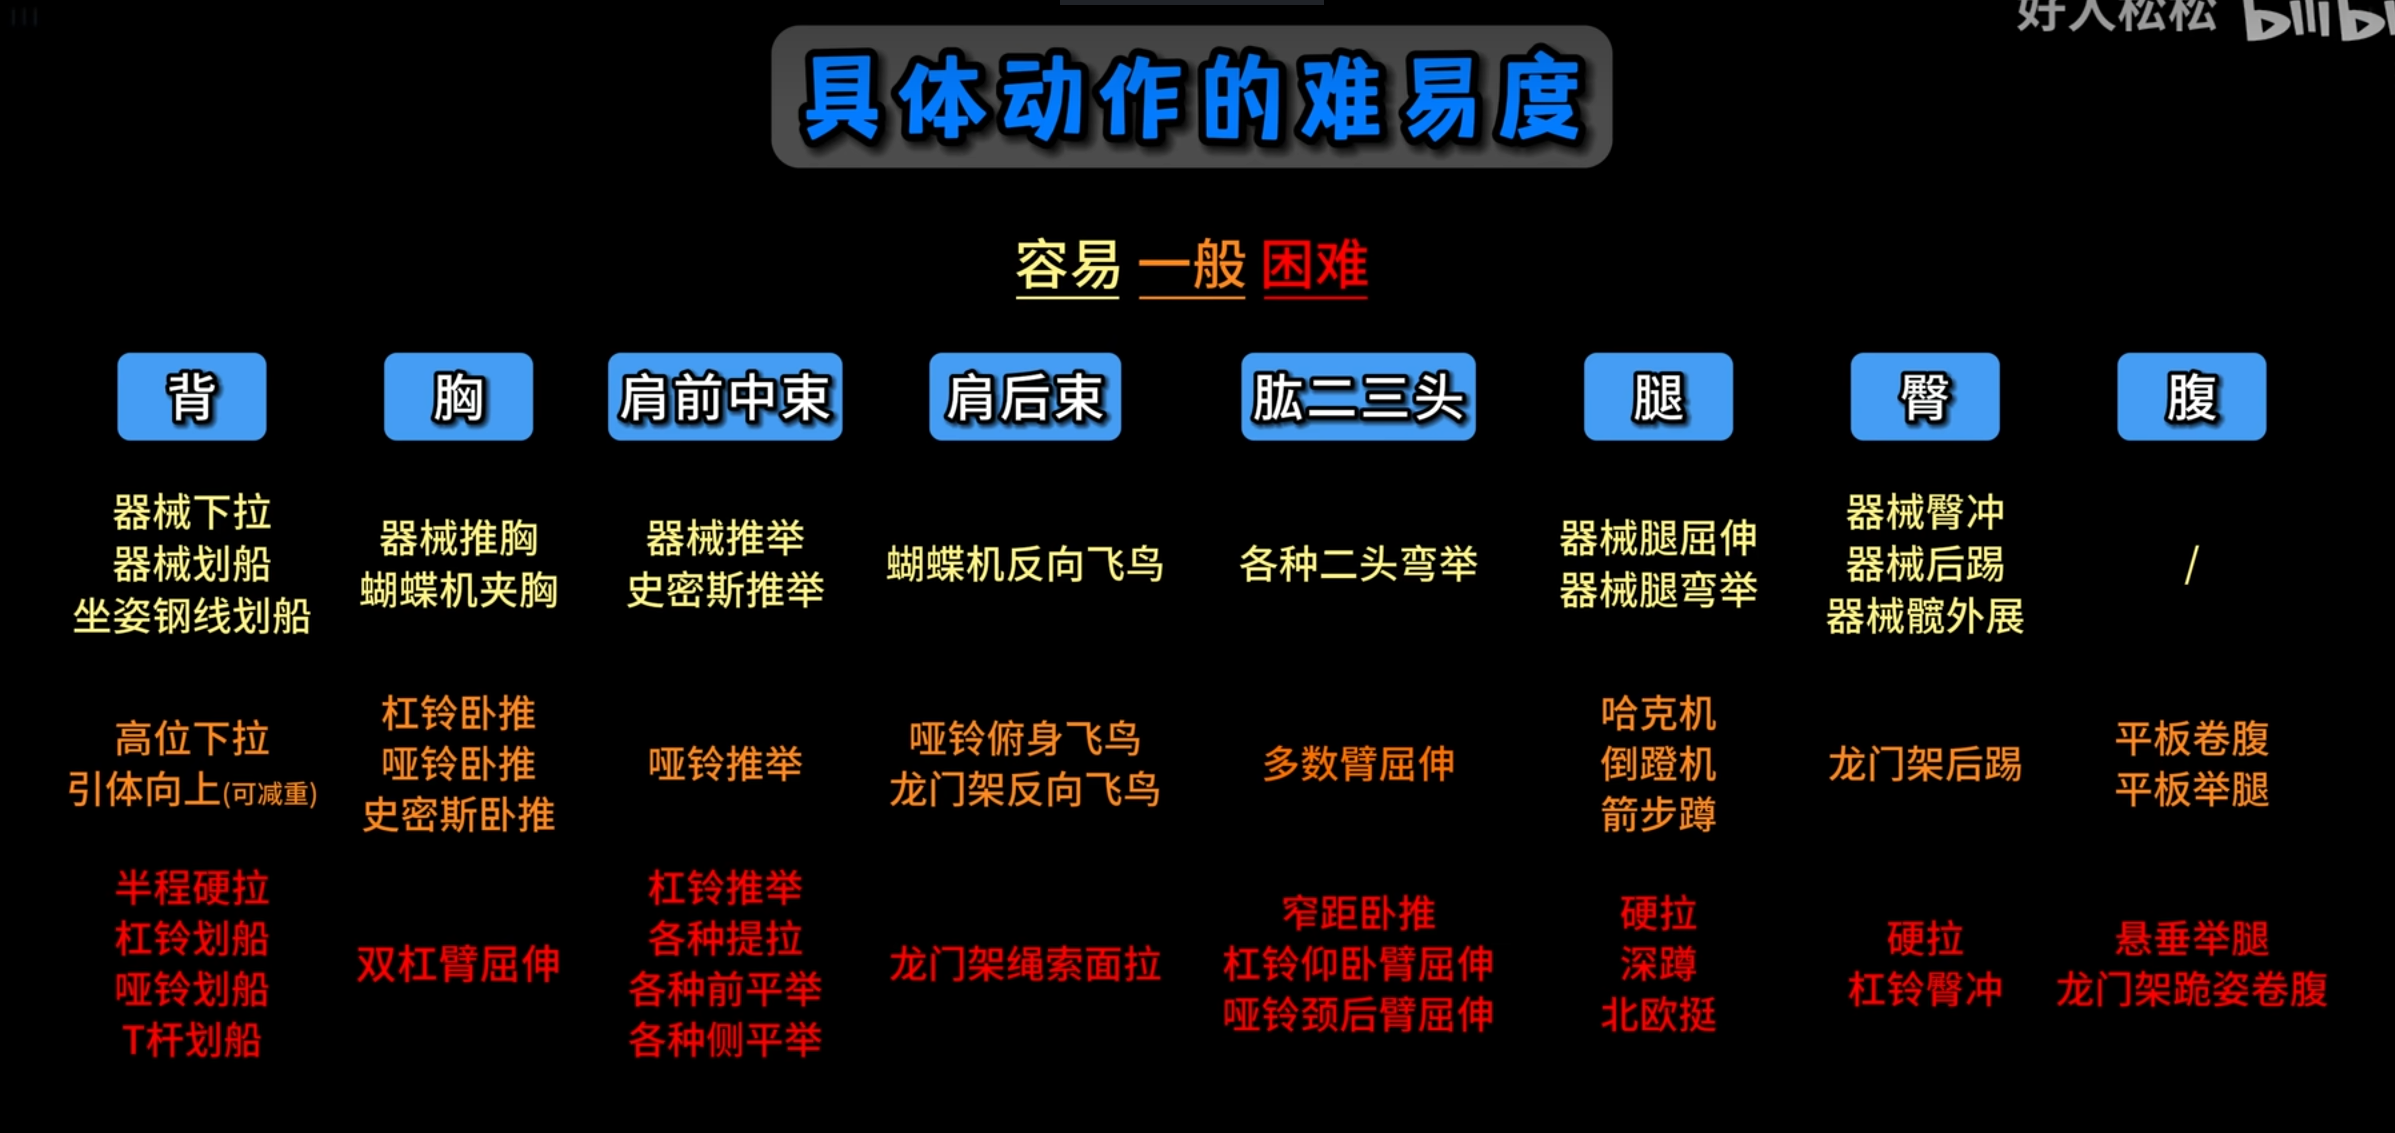 好人松松 bilibi
具体动作的难易度
容易 一般 困难
背 胸 肩前中束 肩后束 肱二三头 腿 臀 腹
器械下拉
器械划船
坐姿钢线划船
器械推胸
蝴蝶机夹胸
器械推举
史密斯推举
蝴蝶机反向飞鸟
各种二头弯举
器械腿屈伸
器械腿弯举
器械臀冲
器械后踢
器械髋外展
/
高位下拉
引体向上(可减重)
杠铃卧推
哑铃卧推
史密斯卧推
哑铃推举
哑铃俯身飞鸟
龙门架反向飞鸟
多数臂屈伸
哈克机
倒蹬机
箭步蹲
龙门架后踢
平板卷腹
平板举腿
半程硬拉
杠铃划船
哑铃划船
T杆划船
双杠臂屈伸
杠铃推举
各种提拉
各种前平举
各种侧平举
龙门架绳索面拉
窄距卧推
杠铃仰卧臂屈伸
哑铃颈后臂屈伸
硬拉
深蹲
北欧挺
硬拉
杠铃臀冲
悬垂举腿
龙门架跪姿卷腹